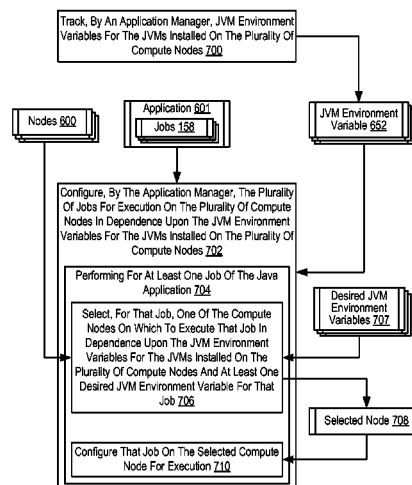 Track, By An Application Manager, JVM Environment
Variables For The JVMs Installed On The Plurality Of
Compute Nodes 700
Nodes 600
Application 601
Jobs 158
JVM Environment
Variable 652
Configure, By The Application Manager, The Plurality
Of Jobs For Execution On The Plurality Of Compute
Nodes In Dependence Upon The JVM Environment
Variables For The JVMs Installed On The Plurality Of
Compute Nodes 702
Performing For At Least One Job Of The Java
Application 704
Select, For That Job, One Of The Compute
Nodes On Which To Execute That Job In
Dependence Upon The JVM Environment
Variables For The JVMs Installed On The
Plurality Of Compute Nodes And At Least One
Desired JVM Environment Variable For That
Job 706
Desired JVM
Environment
Variables 707
Selected Node 708
Configure That Job On The Selected Compute
Node For Execution 710